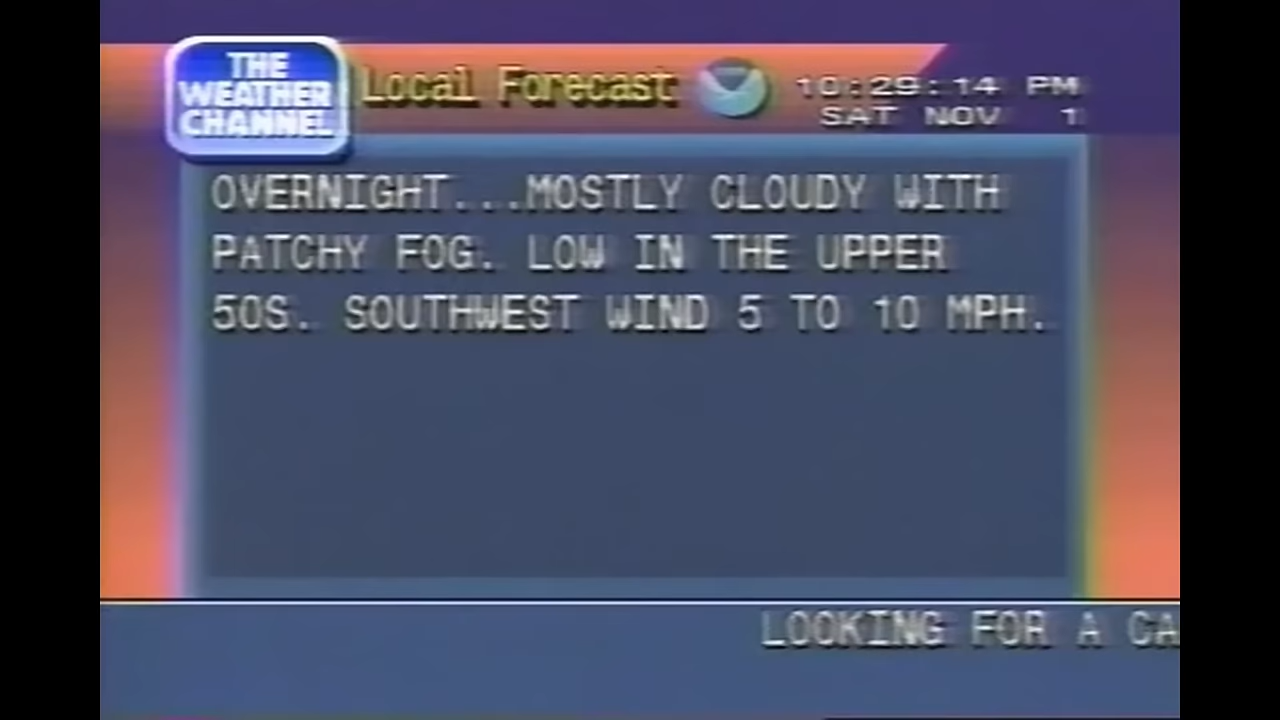 THE
WEATHER
CHANNEL
Local Forecast
10:29:14 PM
SAT NOV 1
OVERNIGHT...MOSTLY CLOUDY WITH
PATCHY FOG. LOW IN THE UPPER
50S. SOUTHWEST WIND 5 TO 10 MPH.
LOOKING FOR A CA